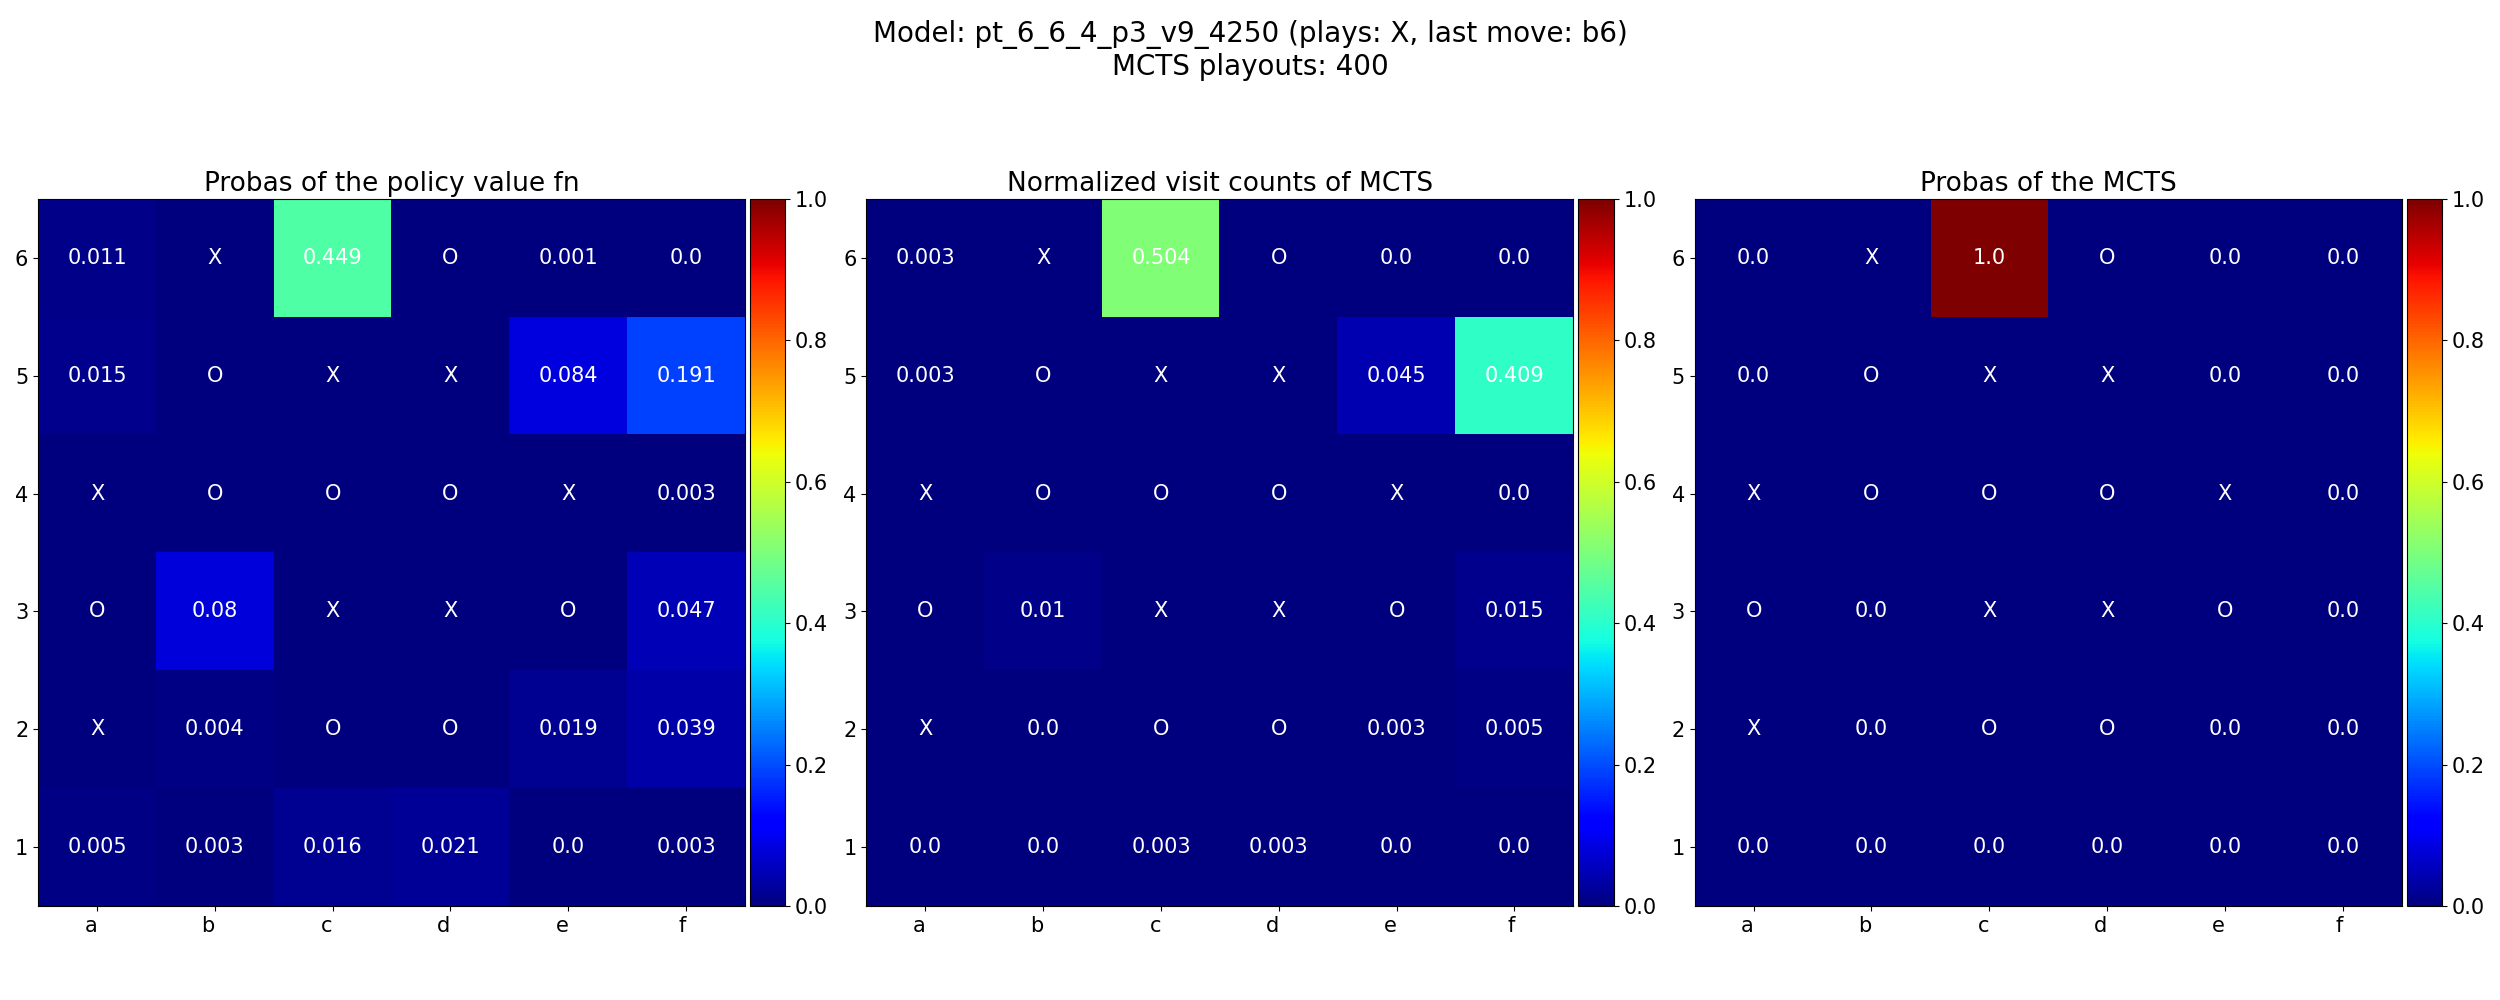 Model: pt_6_6_4_p3_v9_4250 (plays: X, last move: b6)
MCTS playouts: 400
Probas of the policy value fn
6 0.011 X 0.449 O 0.001 0.0
5 0.015 O X X 0.084 0.191
4 X O O O X 0.003
3 O 0.08 X X O 0.047
2 X 0.004 O O 0.019 0.039
1 0.005 0.003 0.016 0.021 0.0 0.003
a b c d e f
1.0
0.8
0.6
0.4
0.2
0.0
Normalized visit counts of MCTS
6 0.003 X 0.504 O 0.0 0.0
5 0.003 O X X 0.045 0.409
4 X O O O X 0.0
3 O 0.01 X X O 0.015
2 X 0.0 O O 0.003 0.005
1 0.0 0.0 0.003 0.003 0.0 0.0
a b c d e f
1.0
0.8
0.6
0.4
0.2
0.0
Probas of the MCTS
6 0.0 X 1.0 O 0.0 0.0
5 0.0 O X X 0.0 0.0
4 X O O O X 0.0
3 O 0.0 X X O 0.0
2 X 0.0 O O 0.0 0.0
1 0.0 0.0 0.0 0.0 0.0 0.0
a b c d e f
1.0
0.8
0.6
0.4
0.2
0.0